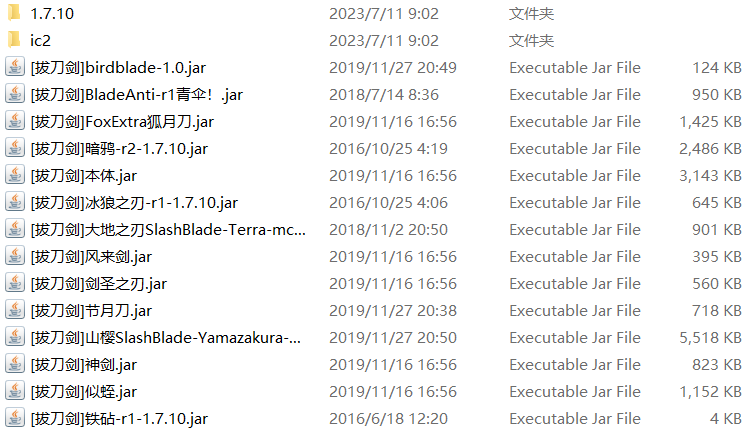 1.7.10 2023/7/11 9:02 文件夹
ic2 2023/7/11 9:02 文件夹
[拔刀剑]birdblade-1.0.jar 2019/11/27 20:49 Executable Jar File 124 KB
[拔刀剑]BladeAnti-r1青伞！.jar 2018/7/14 8:36 Executable Jar File 950 KB
[拔刀剑]FoxExtra狐月刀.jar 2019/11/16 16:56 Executable Jar File 1,425 KB
[拔刀剑]暗鸦-r2-1.7.10.jar 2016/10/25 4:19 Executable Jar File 2,486 KB
[拔刀剑]本体.jar 2019/11/16 16:56 Executable Jar File 3,143 KB
[拔刀剑]冰狼之刃-r1-1.7.10.jar 2016/10/25 4:06 Executable Jar File 645 KB
[拔刀剑]大地之刃SlashBlade-Terra-mc... 2018/11/2 20:50 Executable Jar File 901 KB
[拔刀剑]风来剑.jar 2019/11/16 16:56 Executable Jar File 395 KB
[拔刀剑]剑圣之刃.jar 2019/11/16 16:56 Executable Jar File 560 KB
[拔刀剑]节月刀.jar 2019/11/27 20:38 Executable Jar File 718 KB
[拔刀剑]山樱SlashBlade-Yamazakura-... 2019/11/27 20:50 Executable Jar File 5,518 KB
[拔刀剑]神剑.jar 2019/11/16 16:56 Executable Jar File 823 KB
[拔刀剑]似蛭.jar 2019/11/16 16:56 Executable Jar File 1,152 KB
[拔刀剑]铁砧-r1-1.7.10.jar 2016/6/18 12:20 Executable Jar File 4 KB